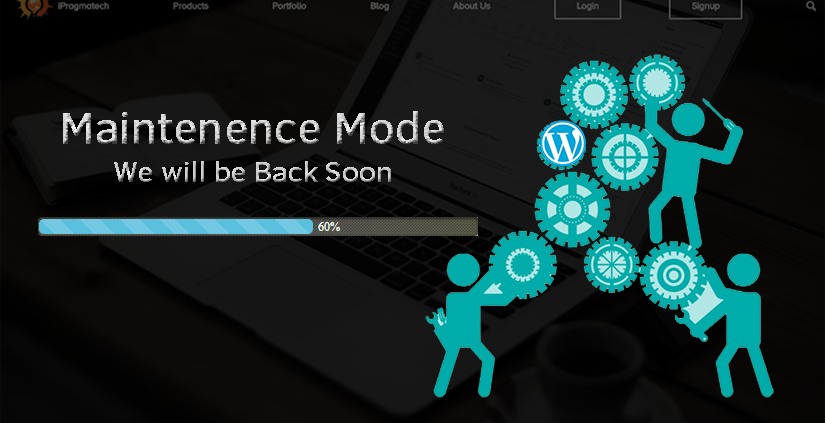 iPragmatech Products Portfolio Blog About Us Login Signup
Maintenence Mode
We will be Back Soon
60%
W